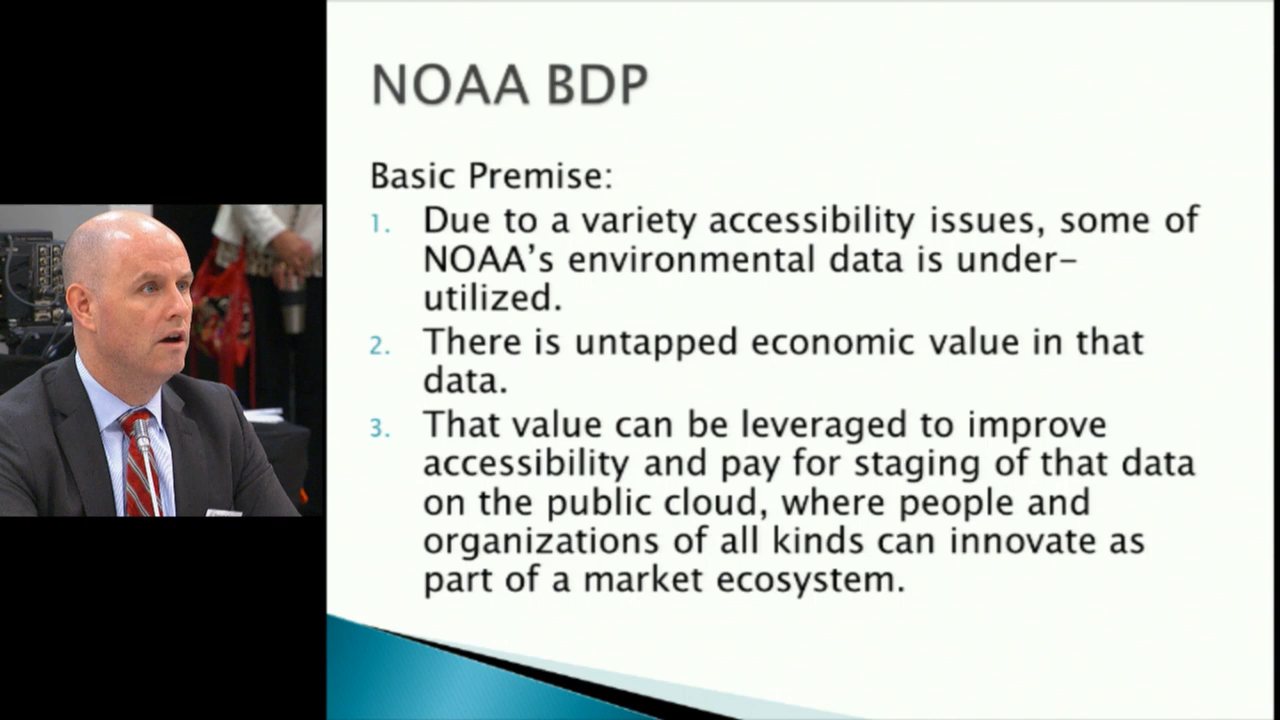 NOAA BDP
Basic Premise:
1. Due to a variety accessibility issues, some of
NOAA's environmental data is under-
utilized.
2. There is untapped economic value in that
data.
3. That value can be leveraged to improve
accessibility and pay for staging of that data
on the public cloud, where people and
organizations of all kinds can innovate as
part of a market ecosystem.